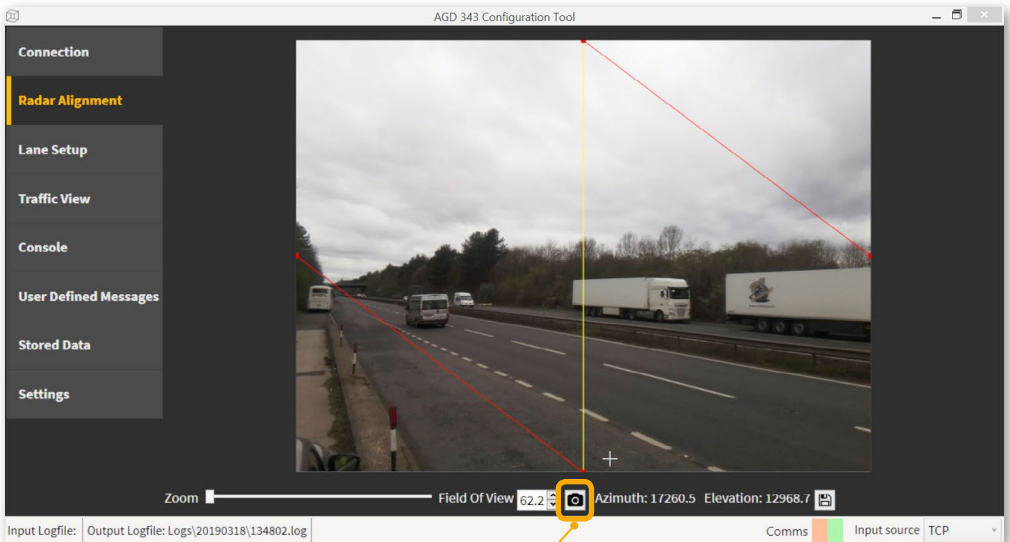 AGD 343 Configuration Tool
Connection
Radar Alignment
Lane Setup
Traffic View
Console
User Defined Messages
Stored Data
Settings
Zoom Field Of View 62.2 Azimuth: 17260.5 Elevation: 12968.7
Input Logfile: Output Logfile: Logs\20190318\134802.log Comms Input source TCP